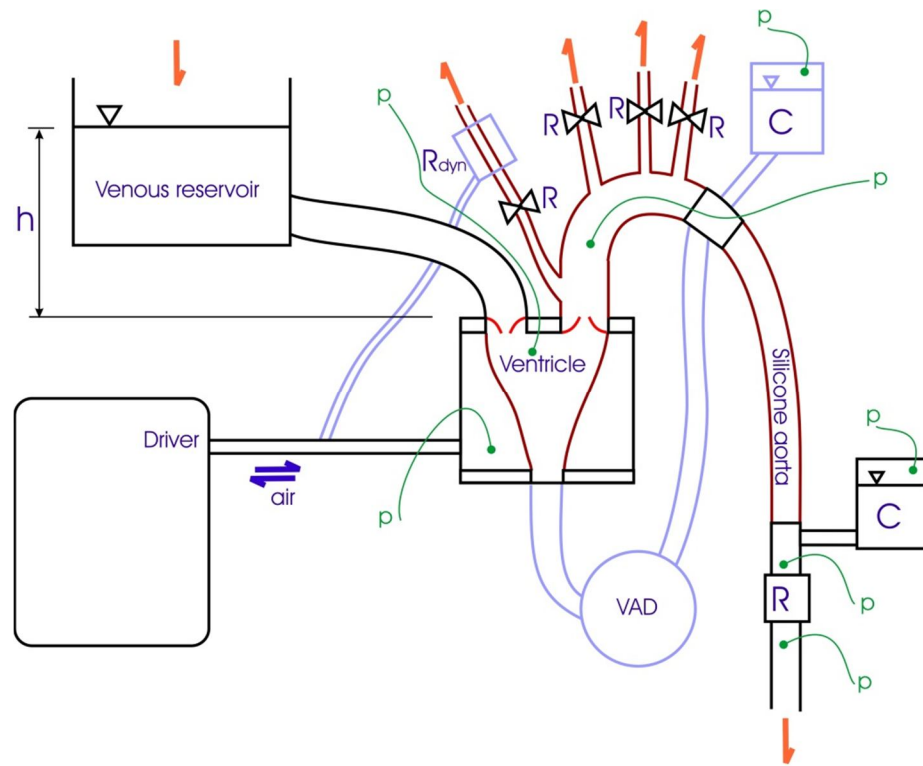 p
p
C
R
R
R
Rdyn
R
p
Venous reservoir
h
Ventricle
Silicone aorta
Driver
p
C
air
p
p
R
VAD
p